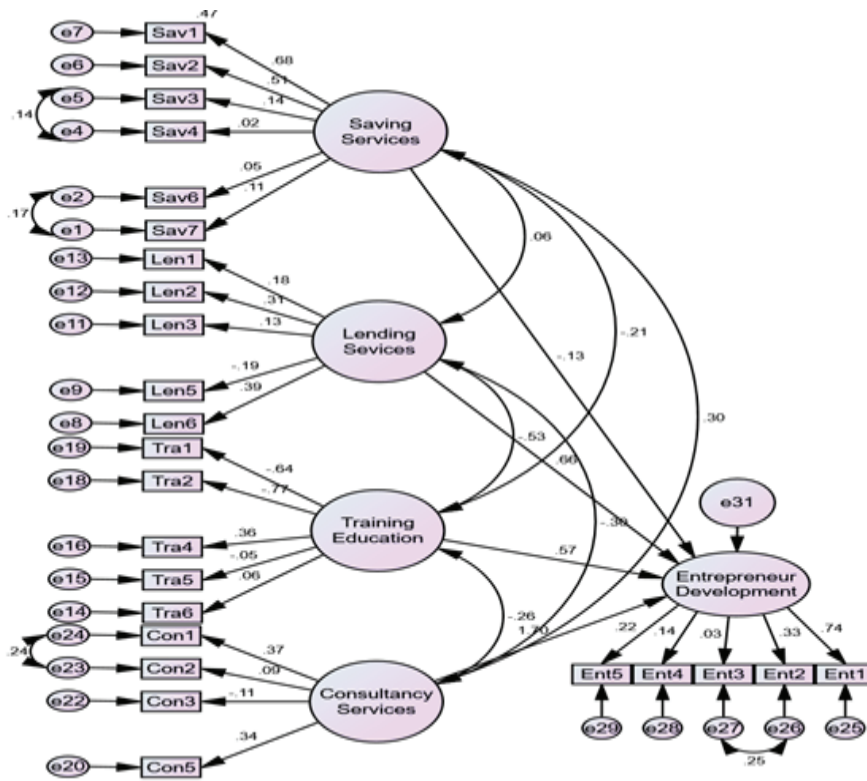 .47
e7
Sav1
.68
e6
Sav2
.51
e5
Sav3
.14
.14
e4
Sav4
.02
Saving
Services
e2
Sav6
.05
.17
e1
Sav7
.11
e13
Len1
.06
.18
e12
Len2
.31
e11
Len3
.13
Lending
Sevices
-.21
-.13
e9
Len5
-.19
e8
Len6
.39
.30
e19
Tra1
-.53
.66
-.64
e18
Tra2
-.77
e31
Training
Education
e16
Tra4
.36
.57
e15
Tra5
-.05
Entrepreneur
Development
e14
Tra6
.06
e24
Con1
-.26
1.70
.24
.37
e23
Con2
.09
e22
Con3
-.11
Consultancy
Services
.22
.14
.03
.33
.74
Ent5
Ent4
Ent3
Ent2
Ent1
.34
e20
Con5
e29
e28
e27
e26
e25
.25